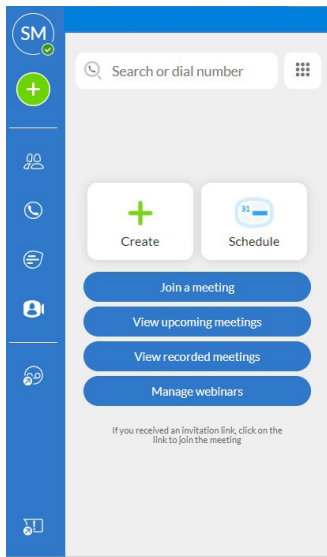 SM
Search or dial number
31
Create
Schedule
Join a meeting
View upcoming meetings
View recorded meetings
Manage webinars
If you received an invitation link, click on the
link to join the meeting